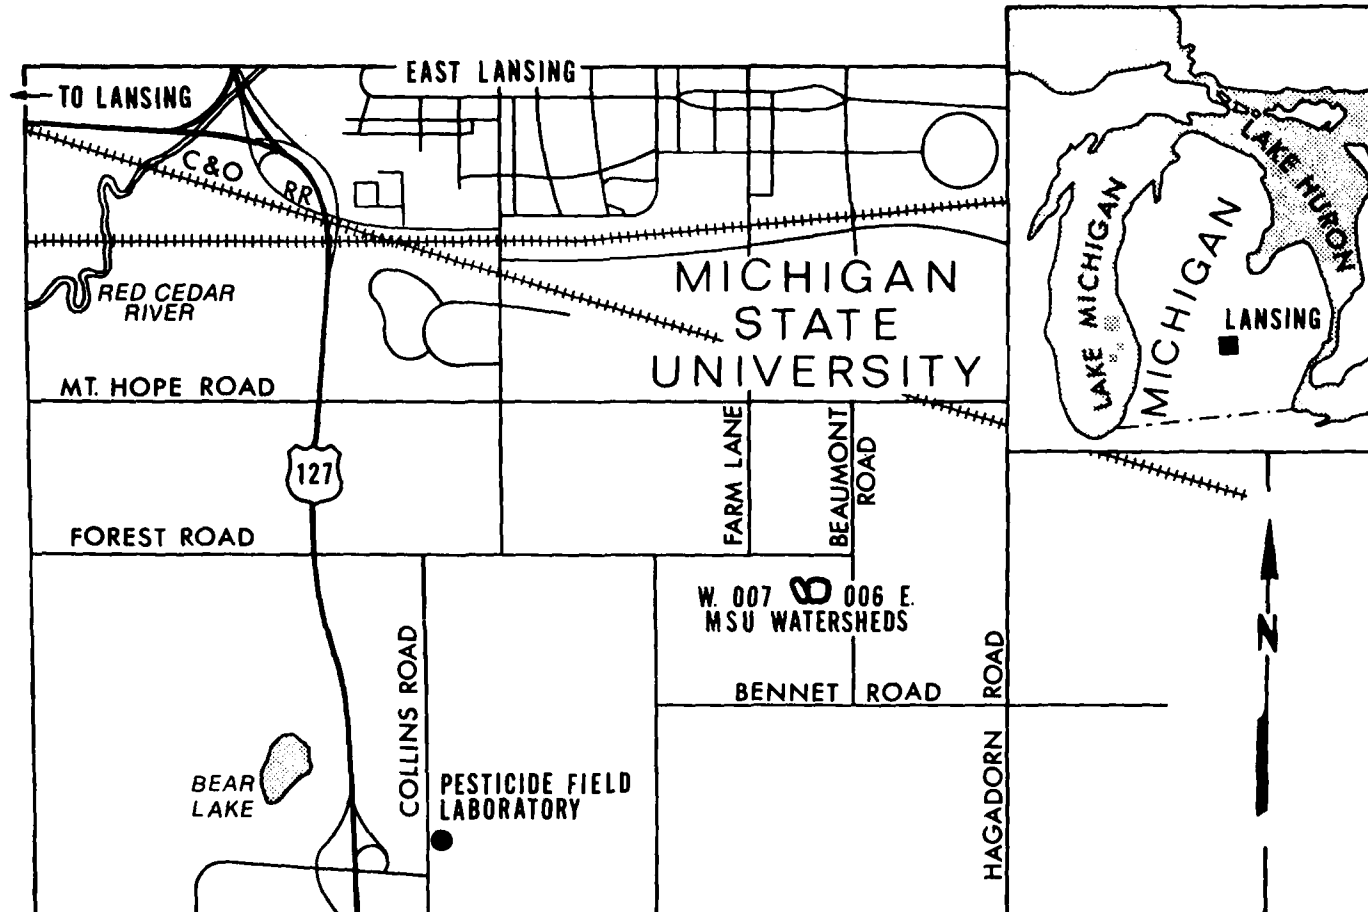 EAST LANSING
TO LANSING
C&O RR
RED CEDAR
RIVER
MICHIGAN
STATE
UNIVERSITY
MT. HOPE ROAD
127
FARM LANE
BEAUMONT
ROAD
FOREST ROAD
W. 007 006 E.
MSU WATERSHEDS
BENNET ROAD
COLLINS ROAD
HAGADORN ROAD
BEAR
LAKE
PESTICIDE FIELD
LABORATORY
LAKE HURON
LAKE MICHIGAN
MICHIGAN
LANSING
N